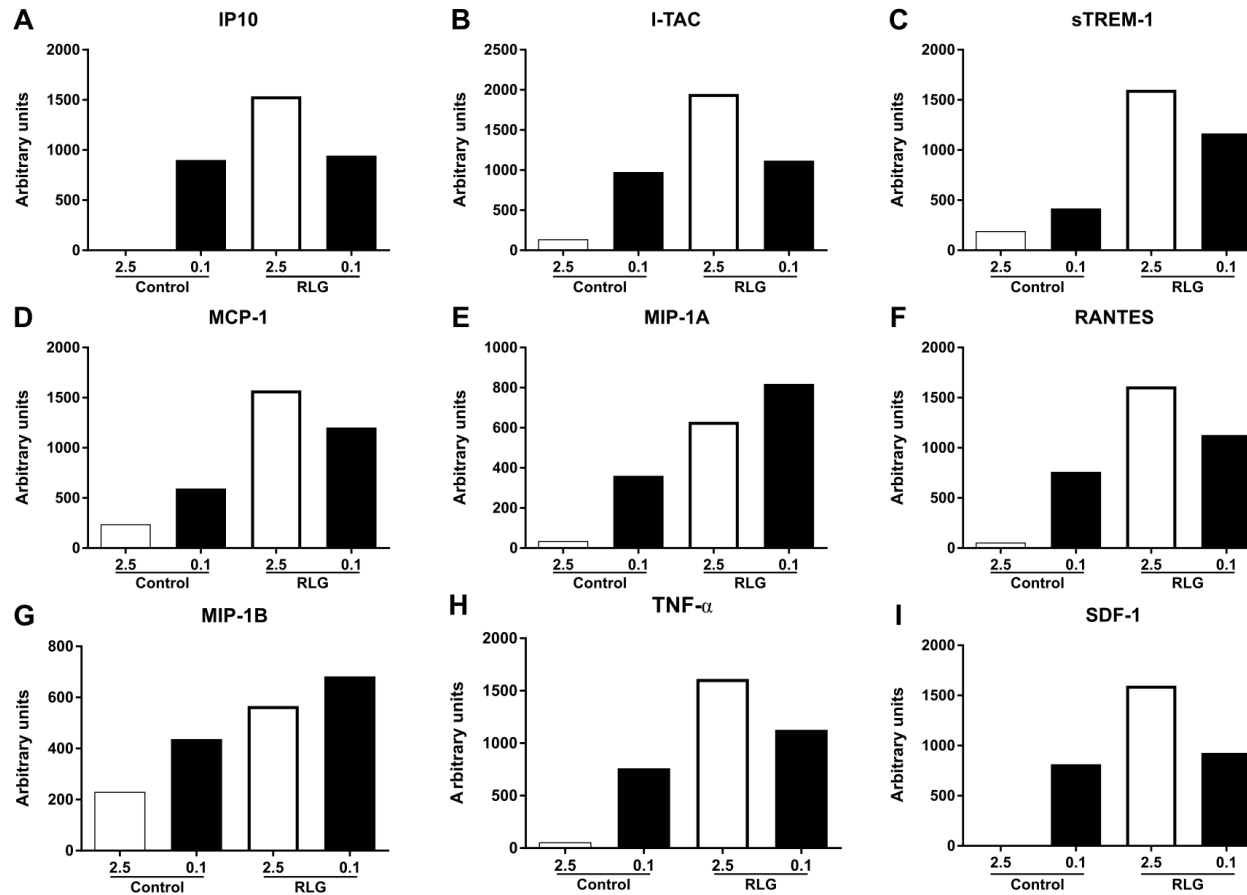 A
IP10
Arbitrary units
2000
1500
1000
500
0
2.5 0.1 2.5 0.1
Control RLG
B
I-TAC
Arbitrary units
2500
2000
1500
1000
500
0
2.5 0.1 2.5 0.1
Control RLG
C
sTREM-1
Arbitrary units
2000
1500
1000
500
0
2.5 0.1 2.5 0.1
Control RLG
D
MCP-1
Arbitrary units
2000
1500
1000
500
0
2.5 0.1 2.5 0.1
Control RLG
E
MIP-1A
Arbitrary units
1000
800
600
400
200
0
2.5 0.1 2.5 0.1
Control RLG
F
RANTES
Arbitrary units
2000
1500
1000
500
0
2.5 0.1 2.5 0.1
Control RLG
G
MIP-1B
Arbitrary units
800
600
400
200
0
2.5 0.1 2.5 0.1
Control RLG
H
TNF-α
Arbitrary units
2000
1500
1000
500
0
2.5 0.1 2.5 0.1
Control RLG
I
SDF-1
Arbitrary units
2000
1500
1000
500
0
2.5 0.1 2.5 0.1
Control RLG